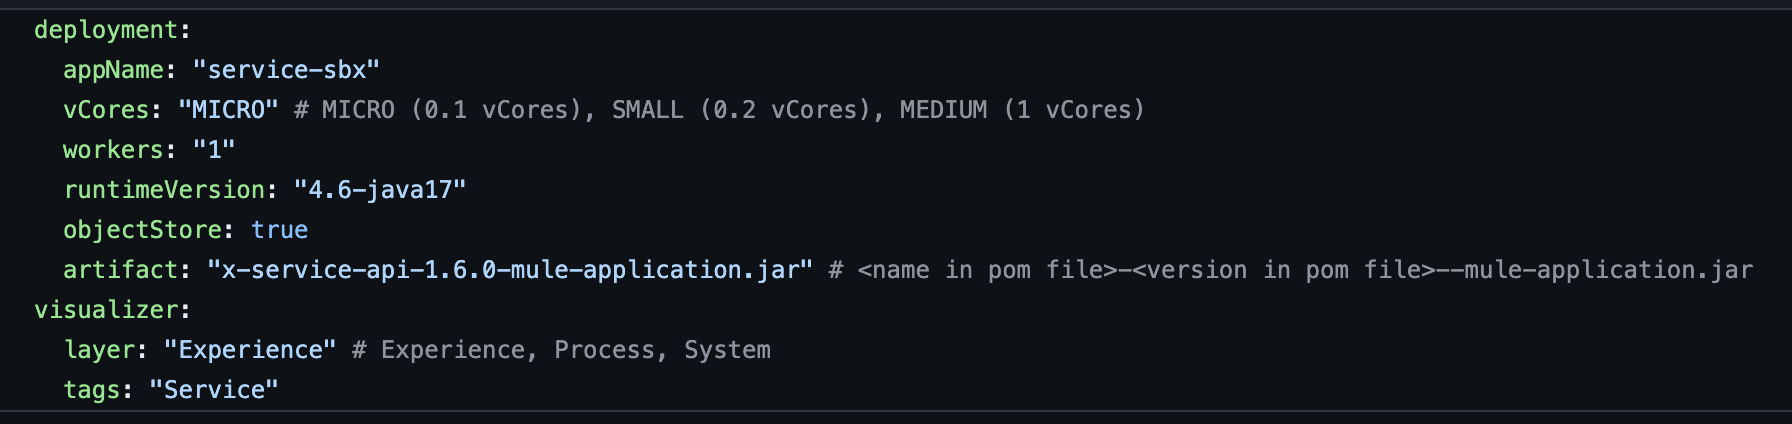 deployment:
  appName: "service-sbx"
  vCores: "MICRO" # MICRO (0.1 vCores), SMALL (0.2 vCores), MEDIUM (1 vCores)
  workers: "1"
  runtimeVersion: "4.6-java17"
  objectStore: true
  artifact: "x-service-api-1.6.0-mule-application.jar" # <name in pom file>-<version in pom file>--mule-application.jar
visualizer:
  layer: "Experience" # Experience, Process, System
  tags: "Service"